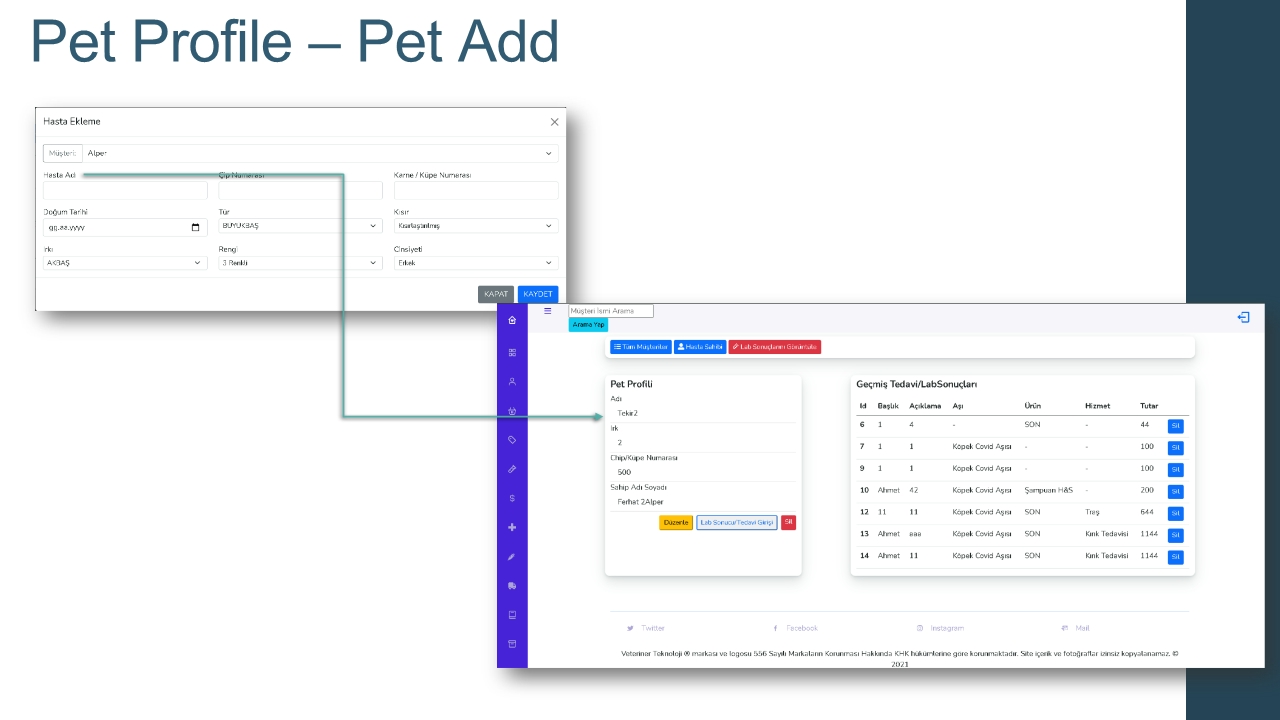 Pet Profile – Pet Add
Hasta Ekleme
Müşteri: Alper
Hasta Adı Çip Numarası Karne / Küpe Numarası
Doğum Tarihi Tür Kısır
gg.aa.yyyy BÜYÜKBAŞ Kısırlaştırılmış
Irkı Rengi Cinsiyeti
AKBAŞ 3 Renkli Erkek
KAPAT KAYDET
Müşteri İsmi Arama
Arama Yap
Tüm Müşteriler Hasta Sahibi Lab Sonuçlarını Görüntüle
Pet Profili
Adı
Tekir2
Irk
2
Chip/Kupe Numarası
500
Sahip Adı Soyadı
Ferhat 2Alper
Düzenle Lab Sonucu/Tedavi Girişi Sil
Geçmiş Tedavi/LabSonuçları
Id Başlık Açıklama Aşı Ürün Hizmet Tutar
6 1 4 - SON - 44 Sil
7 1 1 Köpek Covid Aşısı - - 100 Sil
9 1 1 Köpek Covid Aşısı - - 100 Sil
10 Ahmet 42 Köpek Covid Aşısı Şampuan H&S - 200 Sil
12 11 11 Köpek Covid Aşısı SON Traş 644 Sil
13 Ahmet aaa Köpek Covid Aşısı SON Kırık Tedavisi 1144 Sil
14 Ahmet 11 Köpek Covid Aşısı SON Kırık Tedavisi 1144 Sil
Twitter Facebook Instagram Mail
Veteriner Teknoloji ® markası ve logosu 556 Sayılı Markaların Korunması Hakkında KHK hükümlerine göre korunmaktadır. Site içerik ve fotoğraflar izinsiz kopyalanamaz. ©
2021